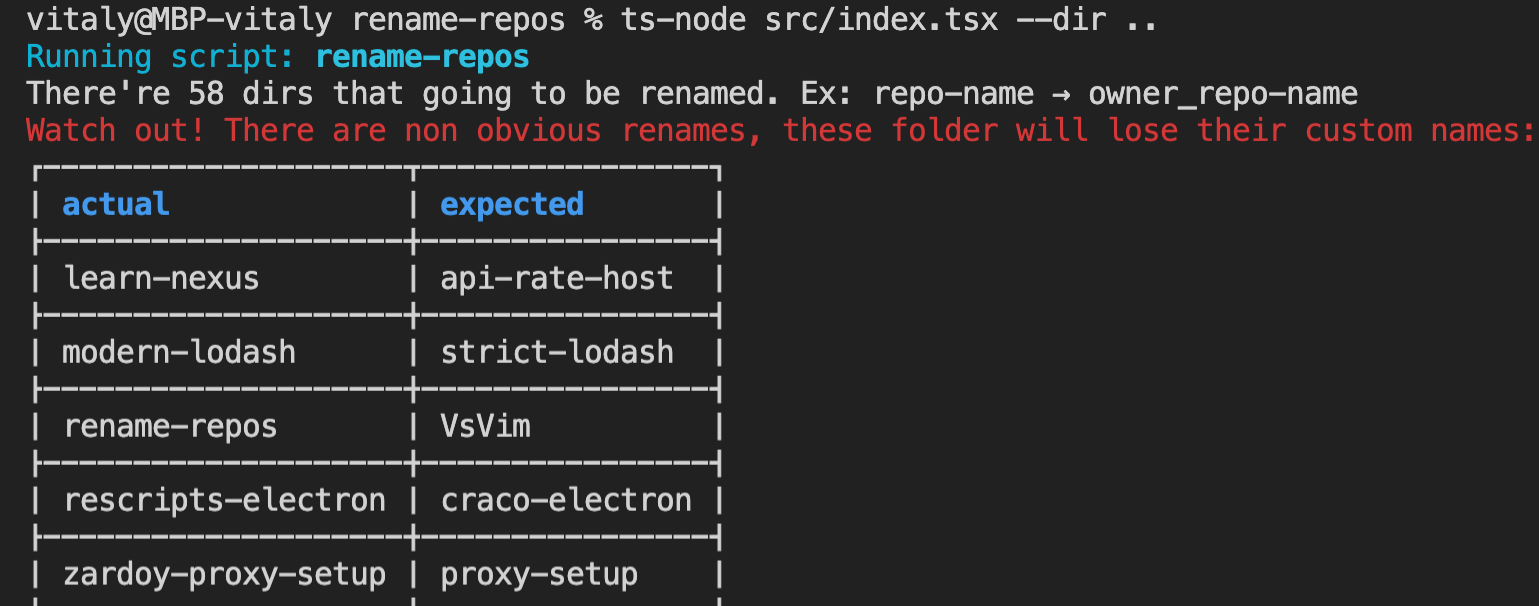 vitaly@MBP-vitaly rename-repos % ts-node src/index.tsx --dir ..
Running script: rename-repos
There're 58 dirs that going to be renamed. Ex: repo-name → owner_repo-name
Watch out! There are non obvious renames, these folder will lose their custom names:
actual expected
learn-nexus api-rate-host
modern-lodash strict-lodash
rename-repos VsVim
rescripts-electron craco-electron
zardoy-proxy-setup proxy-setup